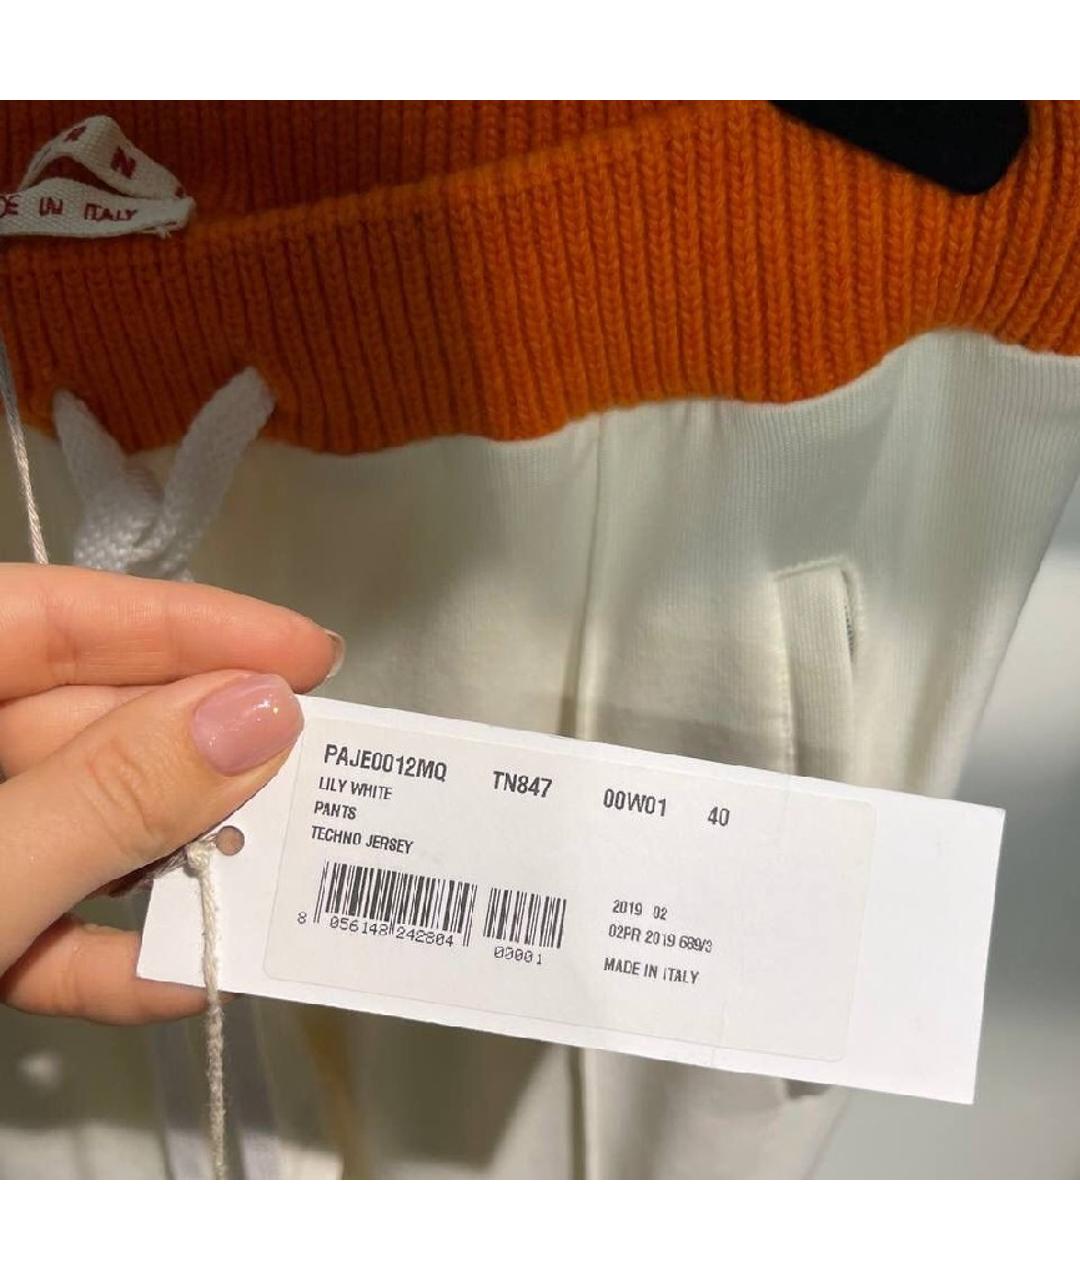 N
DE IN ITALY
PAJE0012MQ TN847 00W01 40
LILY WHITE
PANTS
TECHNO JERSEY
8 056148 242804 00001
2019 02
02PR 2019 689/3
MADE IN ITALY